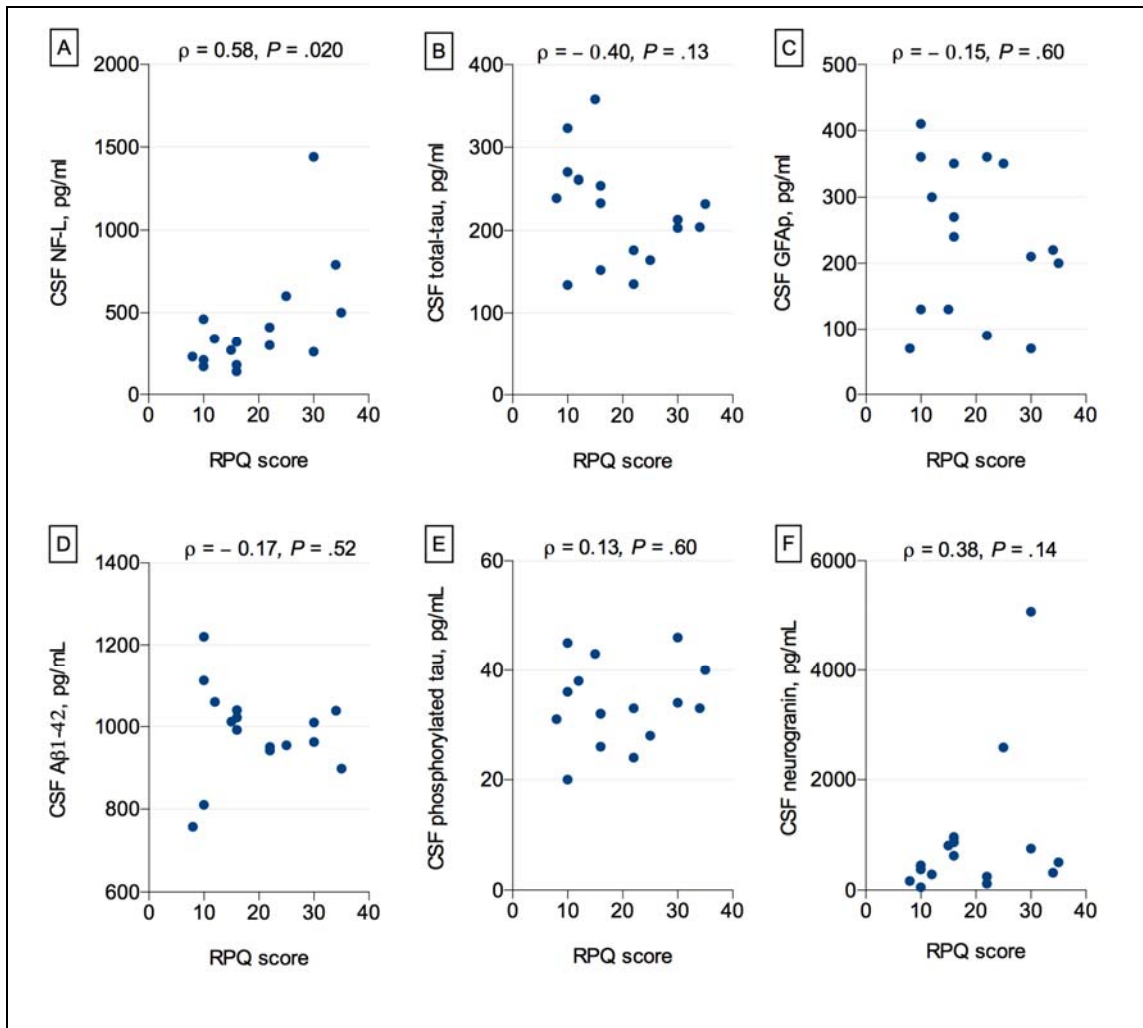 A
ρ = 0.58, P = .020
CSF NF-L, pg/ml
2000
1500
1000
500
0
0 10 20 30 40
RPQ score
B
ρ = – 0.40, P = .13
CSF total-tau, pg/ml
400
300
200
100
0
0 10 20 30 40
RPQ score
C
ρ = – 0.15, P = .60
CSF GFAp, pg/ml
500
400
300
200
100
0
0 10 20 30 40
RPQ score
D
ρ = – 0.17, P = .52
CSF Aβ1-42, pg/mL
1400
1200
1000
800
600
0 10 20 30 40
RPQ score
E
ρ = 0.13, P = .60
CSF phosphorylated tau, pg/mL
60
40
20
0
0 10 20 30 40
RPQ score
F
ρ = 0.38, P = .14
CSF neurogranin, pg/mL
6000
4000
2000
0
0 10 20 30 40
RPQ score